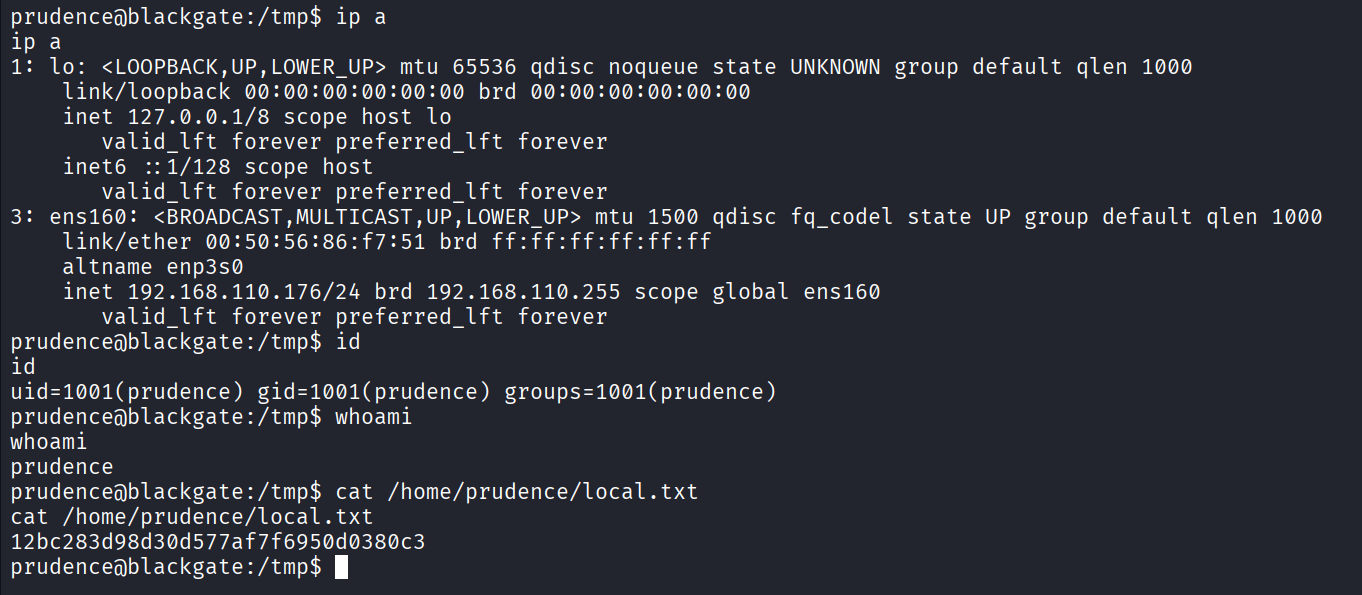 prudence@blackgate:/tmp$ ip a
ip a
1: lo: <LOOPBACK,UP,LOWER_UP> mtu 65536 qdisc noqueue state UNKNOWN group default qlen 1000
    link/loopback 00:00:00:00:00:00 brd 00:00:00:00:00:00
    inet 127.0.0.1/8 scope host lo
       valid_lft forever preferred_lft forever
    inet6 ::1/128 scope host
       valid_lft forever preferred_lft forever
3: ens160: <BROADCAST,MULTICAST,UP,LOWER_UP> mtu 1500 qdisc fq_codel state UP group default qlen 1000
    link/ether 00:50:56:86:f7:51 brd ff:ff:ff:ff:ff:ff
    altname enp3s0
    inet 192.168.110.176/24 brd 192.168.110.255 scope global ens160
       valid_lft forever preferred_lft forever
prudence@blackgate:/tmp$ id
id
uid=1001(prudence) gid=1001(prudence) groups=1001(prudence)
prudence@blackgate:/tmp$ whoami
whoami
prudence
prudence@blackgate:/tmp$ cat /home/prudence/local.txt
cat /home/prudence/local.txt
12bc283d98d30d577af7f6950d0380c3
prudence@blackgate:/tmp$